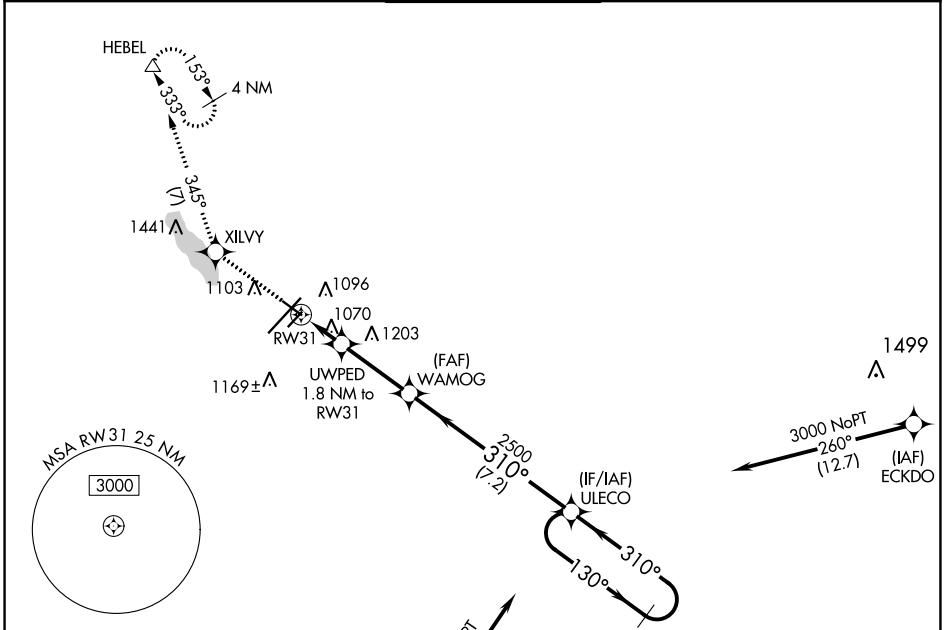 HEBEL
153°
4 NM
333°
345°
(7)
1441
XILVY
1103
1096
1070
RW31
1203
1499
(FAF)
WAMOG
1169±
UWPED
1.8 NM to
RW31
3000 NoPT
260°
(12.7)
(IAF)
ECKDO
MSA RW31 25 NM
3000
2500
310°
(7.2)
(IF/IAF)
ULECO
310°
130°